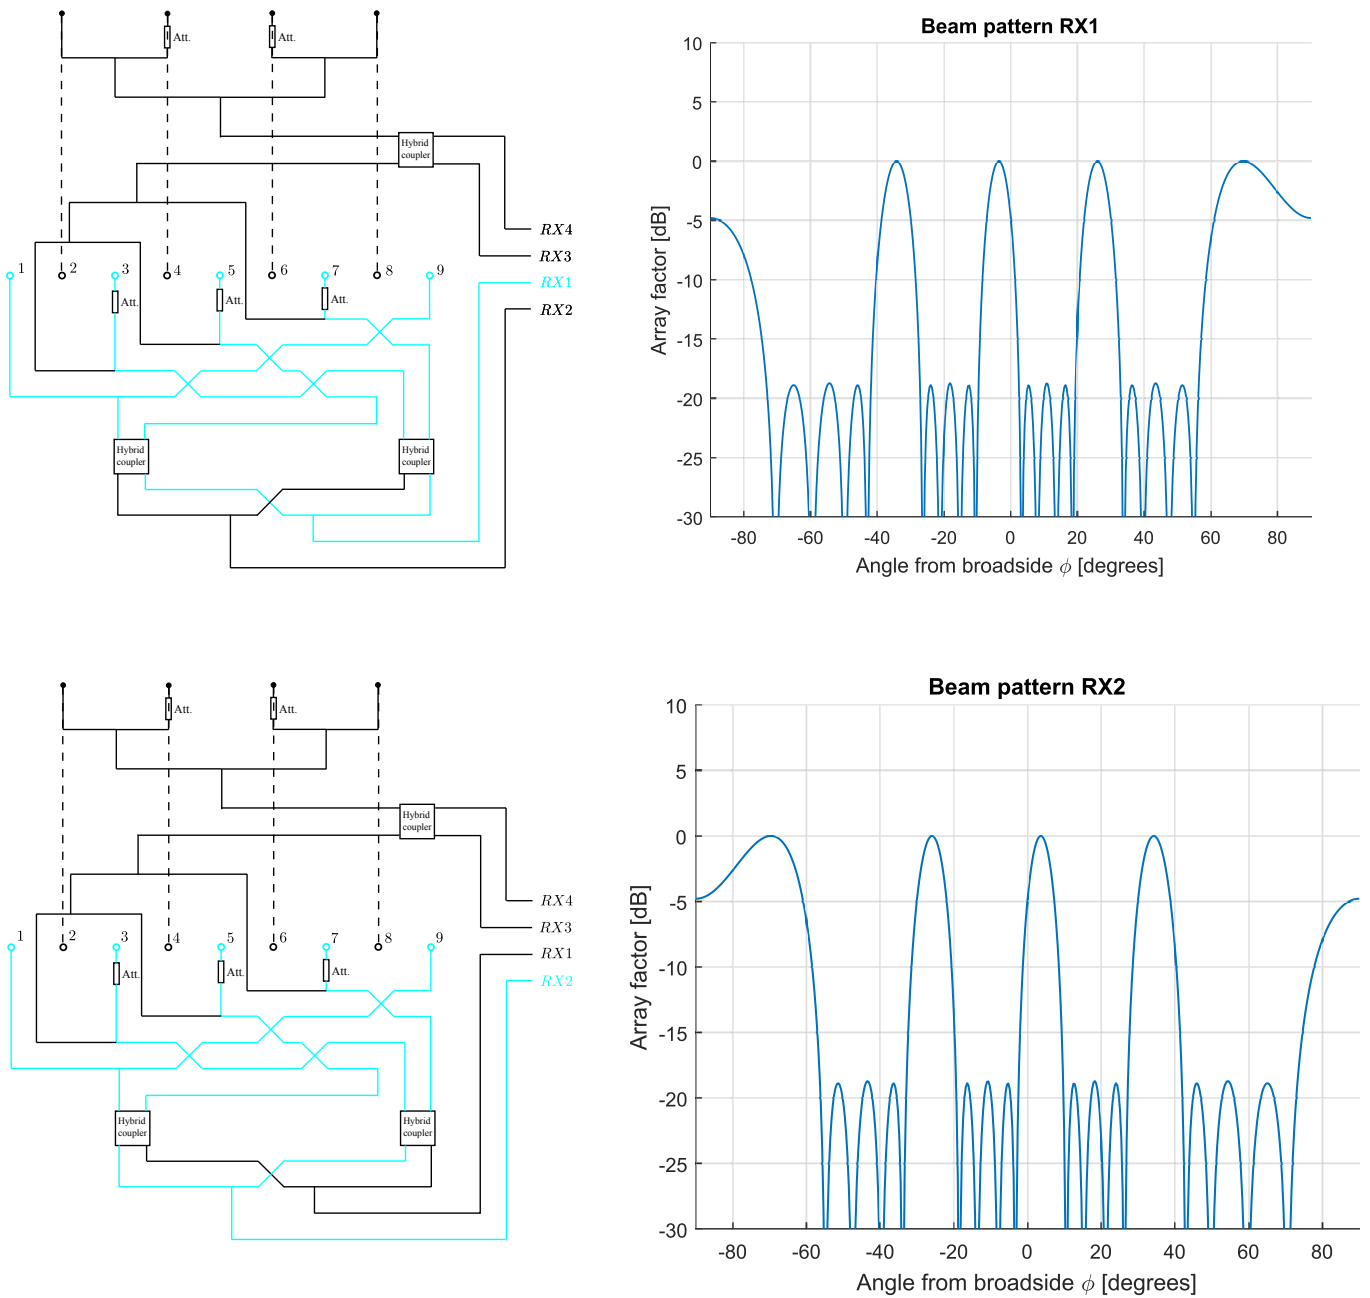 Att.
Att.
Hybrid
coupler
RX4
RX3
RX1
RX2
1 2 3 4 5 6 7 8 9
Att.
Att.
Att.
Hybrid
coupler
Hybrid
coupler
Beam pattern RX1
10
5
0
-5
-10
-15
-20
-25
-30
Array factor [dB]
-80 -60 -40 -20 0 20 40 60 80
Angle from broadside ϕ [degrees]
Att.
Att.
Hybrid
coupler
RX4
RX3
RX1
RX2
1 2 3 4 5 6 7 8 9
Att.
Att.
Att.
Hybrid
coupler
Hybrid
coupler
Beam pattern RX2
10
5
0
-5
-10
-15
-20
-25
-30
Array factor [dB]
-80 -60 -40 -20 0 20 40 60 80
Angle from broadside ϕ [degrees]